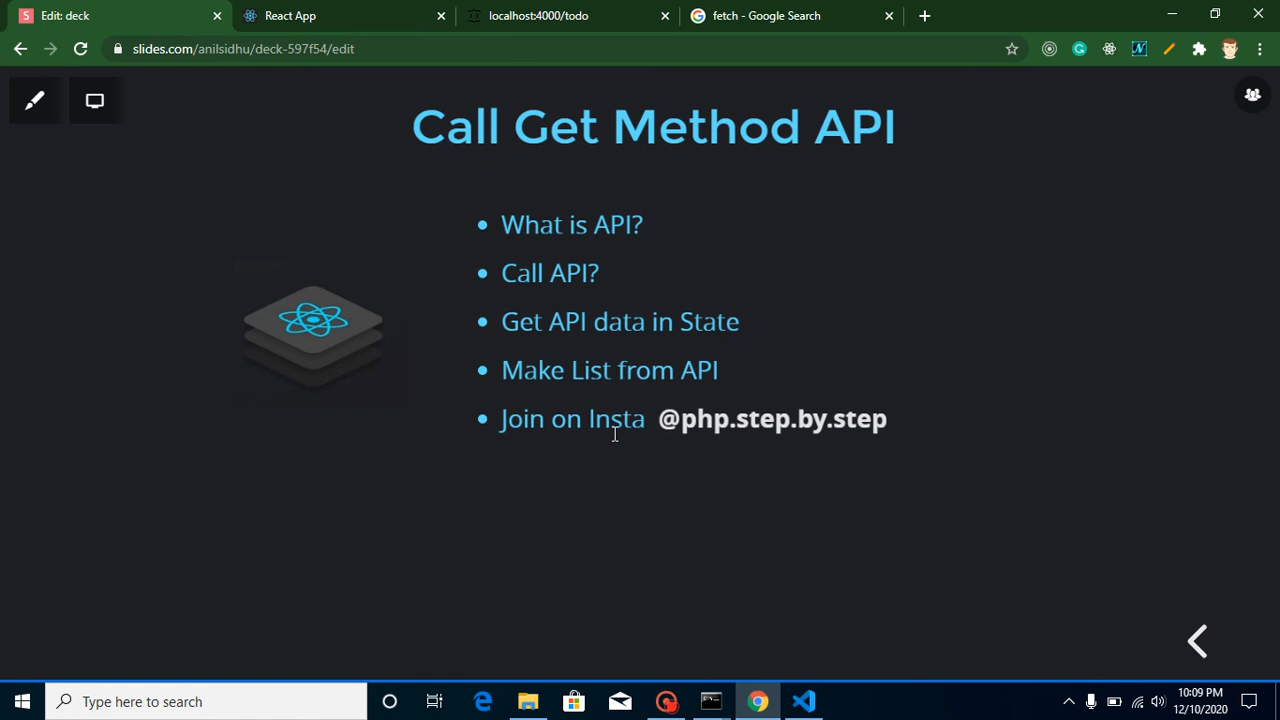 Edit: deck
React App
localhost:4000/todo
fetch - Google Search
slides.com/anilsidhu/deck-597f54/edit
Call Get Method API
What is API?
Call API?
Get API data in State
Make List from API
Join on Insta @php.step.by.step
Type here to search
10:09 PM
12/10/2020